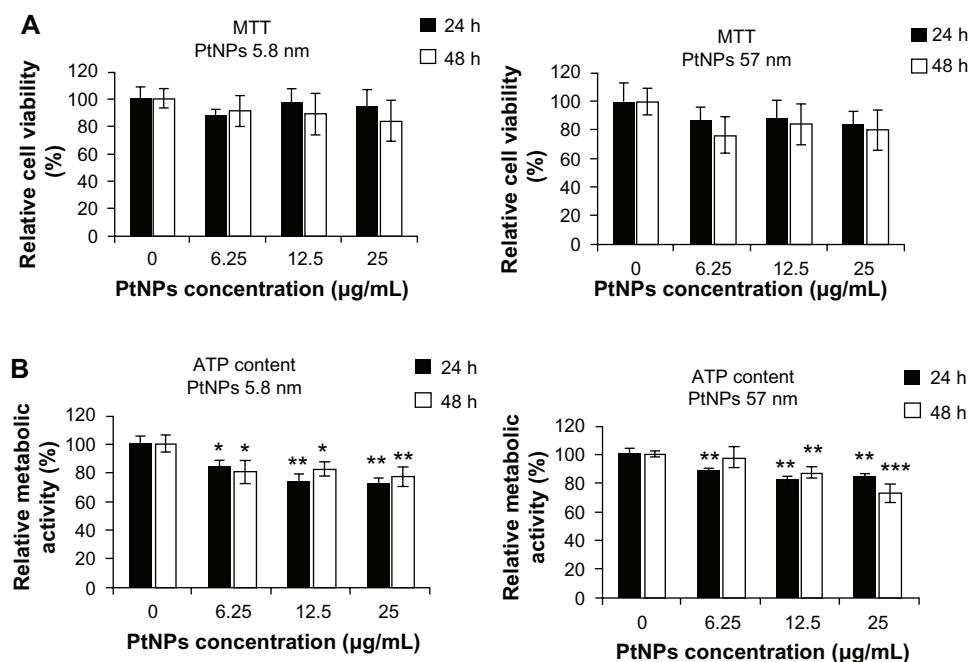 A
MTT
PtNPs 5.8 nm
24 h
48 h
Relative cell viability
(%)
120
100
80
60
40
20
0
0
6.25
12.5
25
PtNPs concentration (µg/mL)
MTT
PtNPs 57 nm
24 h
48 h
Relative cell viability
(%)
120
100
80
60
40
20
0
0
6.25
12.5
25
PtNPs concentration (µg/mL)
B
ATP content
PtNPs 5.8 nm
24 h
48 h
Relative metabolic
activity (%)
120
100
80
60
40
20
0
* * ** * ** **
0
6.25
12.5
25
PtNPs concentration (µg/mL)
ATP content
PtNPs 57 nm
24 h
48 h
Relative metabolic
activity (%)
120
100
80
60
40
20
0
** ** ** ** ***
0
6.25
12.5
25
PtNPs concentration (µg/mL)